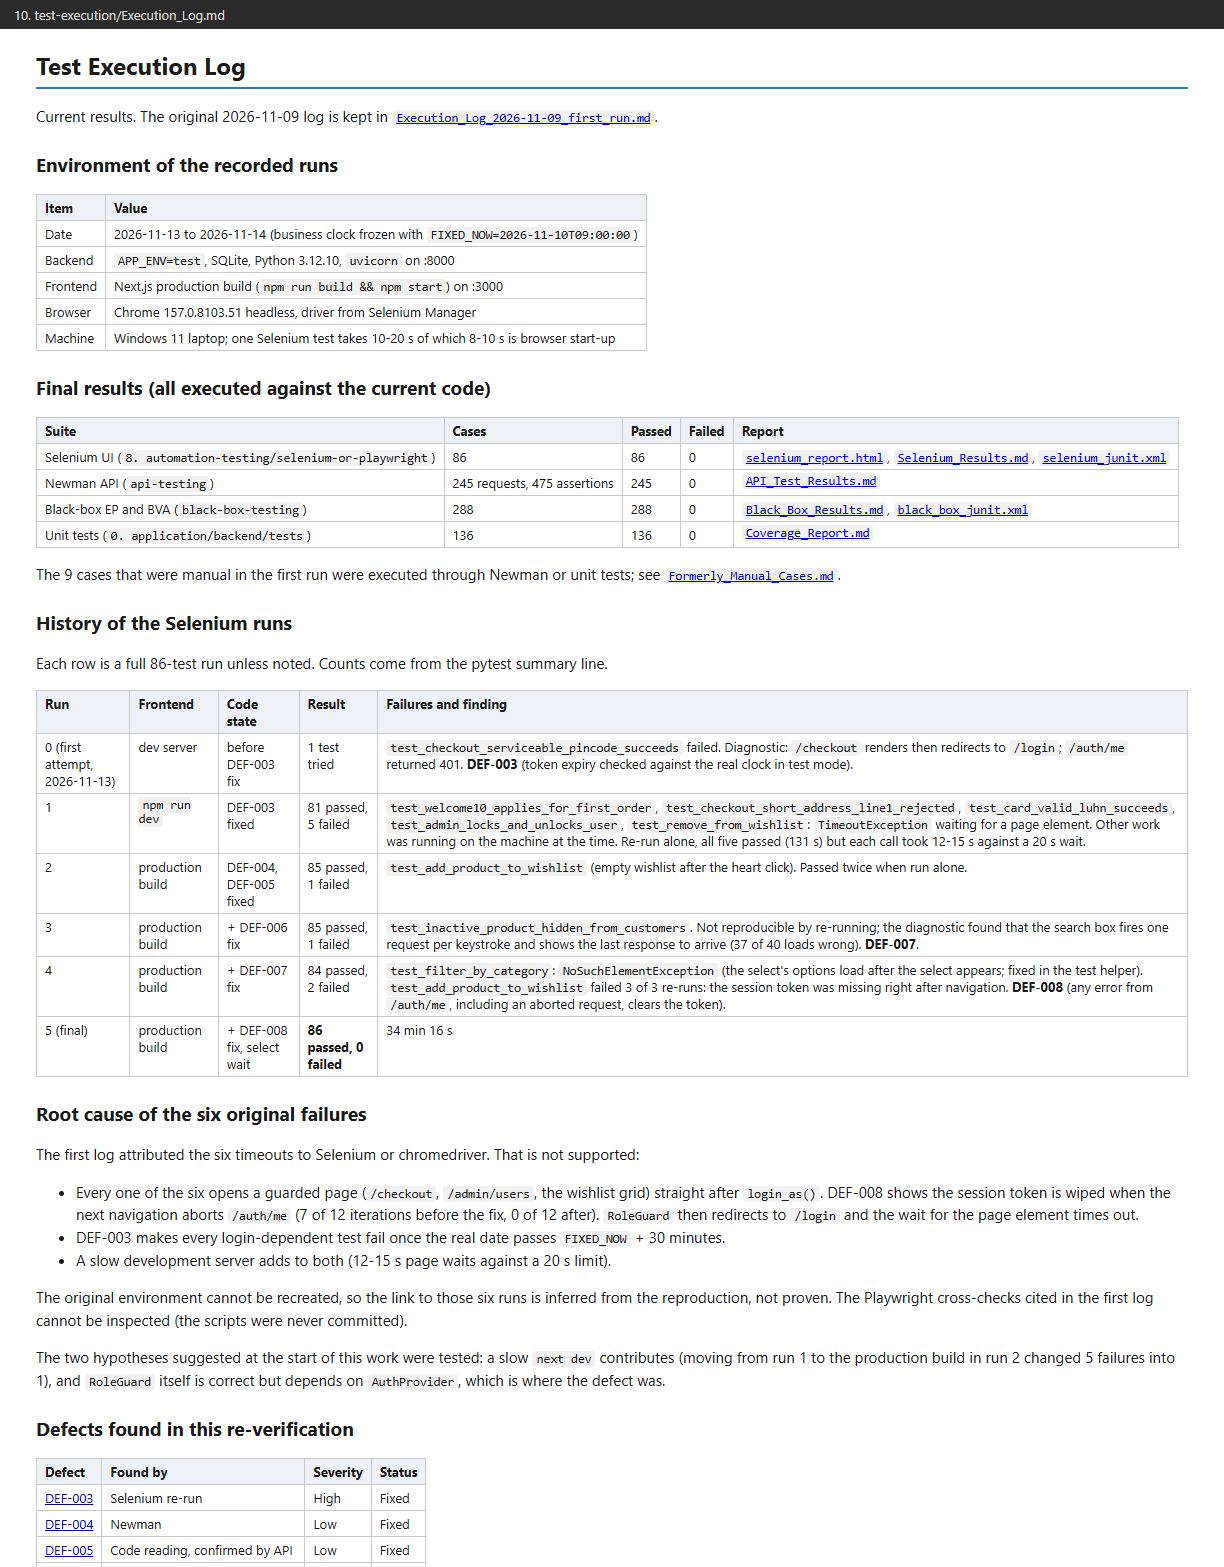 10. test-execution/Execution_Log.md
Test Execution Log
Current results. The original 2026-11-09 log is kept in Execution_Log_2026-11-09_first_run.md.
Environment of the recorded runs
Item Value
Date 2026-11-13 to 2026-11-14 (business clock frozen with FIXED_NOW=2026-11-10T09:00:00)
Backend APP_ENV=test, SQLite, Python 3.12.10, uvicorn on :8000
Frontend Next.js production build (npm run build && npm start) on :3000
Browser Chrome 157.0.8103.51 headless, driver from Selenium Manager
Machine Windows 11 laptop; one Selenium test takes 10-20 s of which 8-10 s is browser start-up
Final results (all executed against the current code)
Suite Cases Passed Failed Report
Selenium UI (8. automation-testing/selenium-or-playwright) 86 86 0 selenium_report.html, Selenium_Results.md, selenium_junit.xml
Newman API (api-testing) 245 requests, 475 assertions 245 0 API_Test_Results.md
Black-box EP and BVA (black-box-testing) 288 288 0 Black_Box_Results.md, black_box_junit.xml
Unit tests (0. application/backend/tests) 136 136 0 Coverage_Report.md
The 9 cases that were manual in the first run were executed through Newman or unit tests; see Formerly_Manual_Cases.md.
History of the Selenium runs
Each row is a full 86-test run unless noted. Counts come from the pytest summary line.
Run Frontend Code state Result Failures and finding
0 (first attempt, 2026-11-13) dev server before DEF-003 fix 1 test tried test_checkout_serviceable_pincode_succeeds failed. Diagnostic: /checkout renders then redirects to /login; /auth/me
returned 401. DEF-003 (token expiry checked against the real clock in test mode).
1 npm run dev DEF-003 fixed 81 passed, 5 failed test_welcome10_applies_for_first_order, test_checkout_short_address_line1_rejected, test_card_valid_luhn_succeeds,
test_admin_locks_and_unlocks_user, test_remove_from_wishlist: TimeoutException waiting for a page element. Other work
was running on the machine at the time. Re-run alone, all five passed (131 s) but each call took 12-15 s against a 20 s wait.
2 production build DEF-004, DEF-005 fixed 85 passed, 1 failed test_add_product_to_wishlist (empty wishlist after the heart click). Passed twice when run alone.
3 production build + DEF-006 fix 85 passed, 1 failed test_inactive_product_hidden_from_customers. Not reproducible by re-running; the diagnostic found that the search box fires one
request per keystroke and shows the last response to arrive (37 of 40 loads wrong). DEF-007.
4 production build + DEF-007 fix 84 passed, 2 failed test_filter_by_category: NoSuchElementException (the select's options load after the select appears; fixed in the test helper).
test_add_product_to_wishlist failed 3 of 3 re-runs: the session token was missing right after navigation. DEF-008 (any error from
/auth/me, including an aborted request, clears the token).
5 (final) production build + DEF-008 fix, select wait 86 passed, 0 failed 34 min 16 s
Root cause of the six original failures
The first log attributed the six timeouts to Selenium or chromedriver. That is not supported:
• Every one of the six opens a guarded page (/checkout, /admin/users, the wishlist grid) straight after login_as(). DEF-008 shows the session token is wiped when the
next navigation aborts /auth/me (7 of 12 iterations before the fix, 0 of 12 after). RoleGuard then redirects to /login and the wait for the page element times out.
• DEF-003 makes every login-dependent test fail once the real date passes FIXED_NOW + 30 minutes.
• A slow development server adds to both (12-15 s page waits against a 20 s limit).
The original environment cannot be recreated, so the link to those six runs is inferred from the reproduction, not proven. The Playwright cross-checks cited in the first log
cannot be inspected (the scripts were never committed).
The two hypotheses suggested at the start of this work were tested: a slow next dev contributes (moving from run 1 to the production build in run 2 changed 5 failures into
1), and RoleGuard itself is correct but depends on AuthProvider, which is where the defect was.
Defects found in this re-verification
Defect Found by Severity Status
DEF-003 Selenium re-run High Fixed
DEF-004 Newman Low Fixed
DEF-005 Code reading, confirmed by API Low Fixed